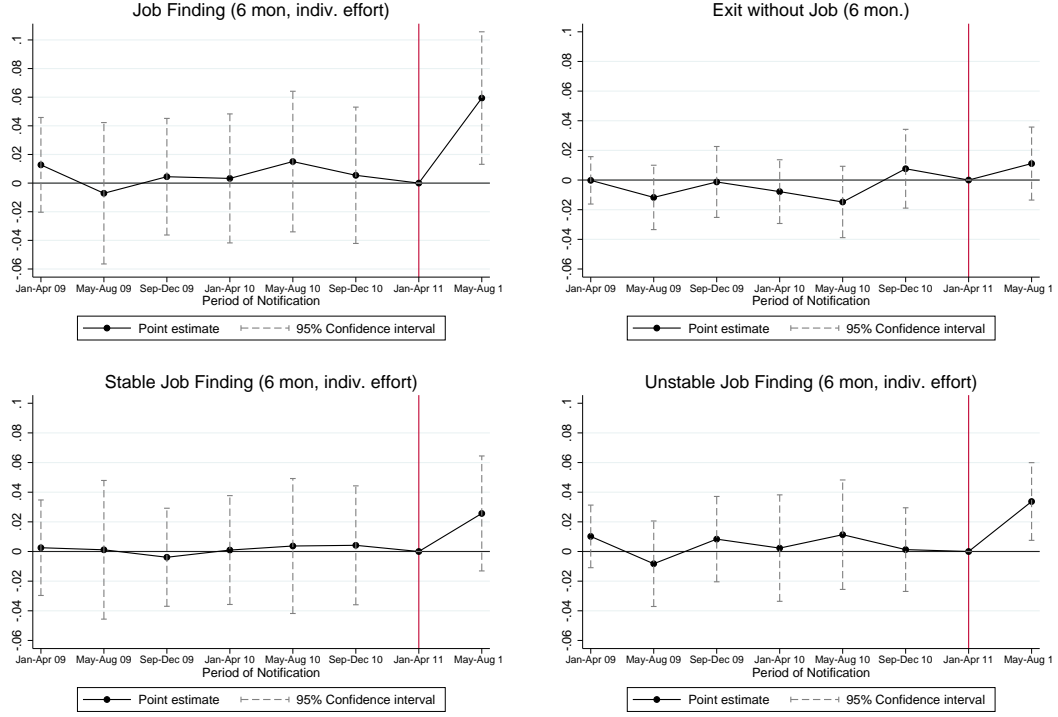 Job Finding (6 mon, indiv. effort)
.1
.08
.06
.04
.02
0
-.02
-.04
-.06
Jan-Apr 09 May-Aug 09 Sep-Dec 09 Jan-Apr 10 May-Aug 10 Sep-Dec 10 Jan-Apr 11 May-Aug 1
Period of Notification
Point estimate 95% Confidence interval
Exit without Job (6 mon.)
.1
.08
.06
.04
.02
0
-.02
-.04
-.06
Jan-Apr 09 May-Aug 09 Sep-Dec 09 Jan-Apr 10 May-Aug 10 Sep-Dec 10 Jan-Apr 11 May-Aug 1
Period of Notification
Point estimate 95% Confidence interval
Stable Job Finding (6 mon, indiv. effort)
.1
.08
.06
.04
.02
0
-.02
-.04
-.06
Jan-Apr 09 May-Aug 09 Sep-Dec 09 Jan-Apr 10 May-Aug 10 Sep-Dec 10 Jan-Apr 11 May-Aug 1
Period of Notification
Point estimate 95% Confidence interval
Unstable Job Finding (6 mon, indiv. effort)
.1
.08
.06
.04
.02
0
-.02
-.04
-.06
Jan-Apr 09 May-Aug 09 Sep-Dec 09 Jan-Apr 10 May-Aug 10 Sep-Dec 10 Jan-Apr 11 May-Aug 1
Period of Notification
Point estimate 95% Confidence interval